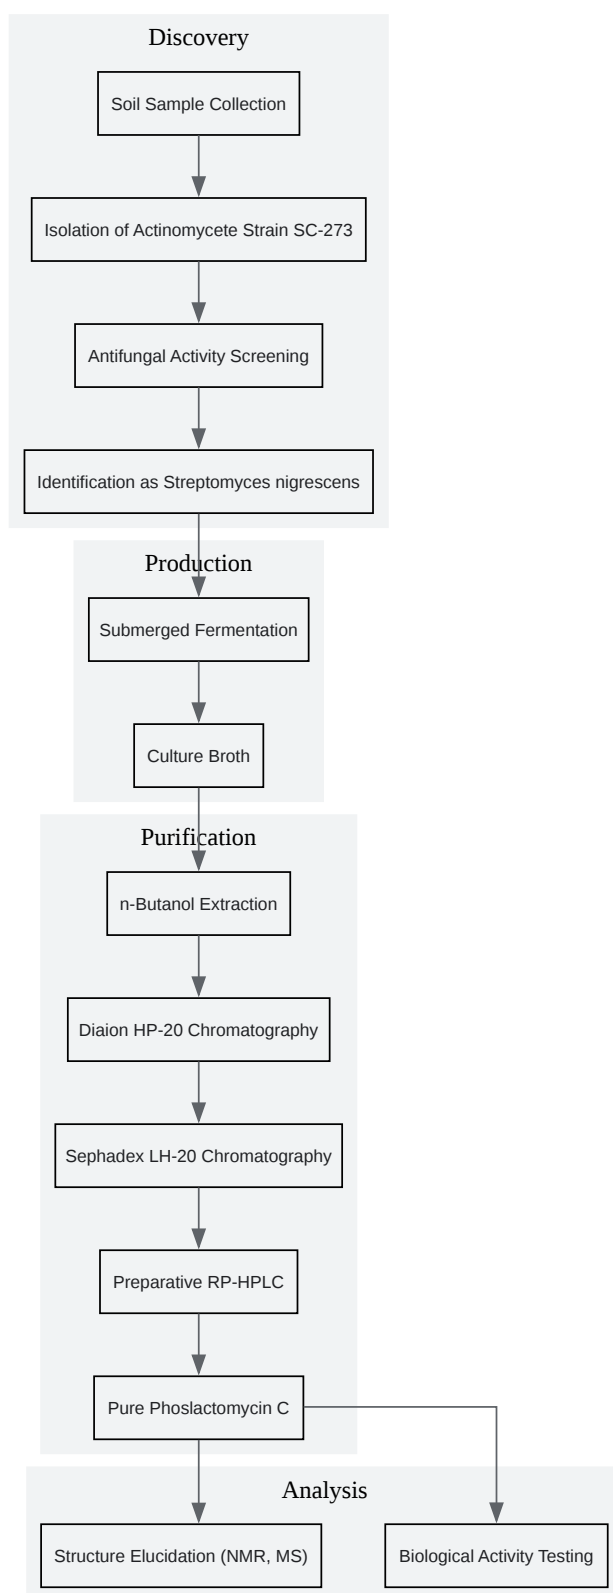 Discovery
Soil Sample Collection
Isolation of Actinomycete Strain SC-273
Antifungal Activity Screening
Identification as Streptomyces nigrescens
Production
Submerged Fermentation
Culture Broth
Purification
n-Butanol Extraction
Diaion HP-20 Chromatography
Sephadex LH-20 Chromatography
Preparative RP-HPLC
Pure Phoslactomycin C
Analysis
Structure Elucidation (NMR, MS)
Biological Activity Testing